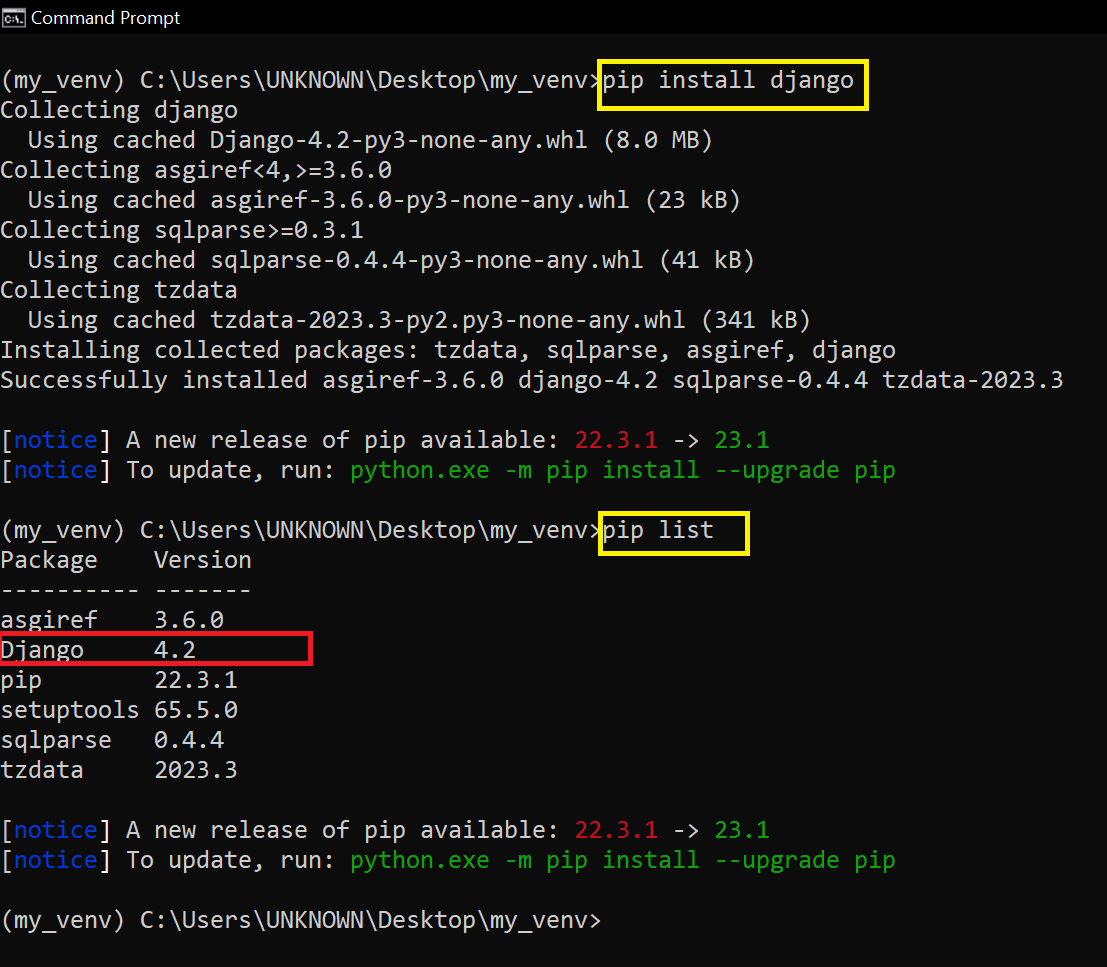 Command Prompt
(my_venv) C:\Users\UNKNOWN\Desktop\my_venv>pip install django
Collecting django
  Using cached Django-4.2-py3-none-any.whl (8.0 MB)
Collecting asgiref<4,>=3.6.0
  Using cached asgiref-3.6.0-py3-none-any.whl (23 kB)
Collecting sqlparse>=0.3.1
  Using cached sqlparse-0.4.4-py3-none-any.whl (41 kB)
Collecting tzdata
  Using cached tzdata-2023.3-py2.py3-none-any.whl (341 kB)
Installing collected packages: tzdata, sqlparse, asgiref, django
Successfully installed asgiref-3.6.0 django-4.2 sqlparse-0.4.4 tzdata-2023.3
[notice] A new release of pip available: 22.3.1 -> 23.1
[notice] To update, run: python.exe -m pip install --upgrade pip
(my_venv) C:\Users\UNKNOWN\Desktop\my_venv>pip list
Package    Version
---------- -------
asgiref    3.6.0
Django     4.2
pip        22.3.1
setuptools 65.5.0
sqlparse   0.4.4
tzdata     2023.3
[notice] A new release of pip available: 22.3.1 -> 23.1
[notice] To update, run: python.exe -m pip install --upgrade pip
(my_venv) C:\Users\UNKNOWN\Desktop\my_venv>